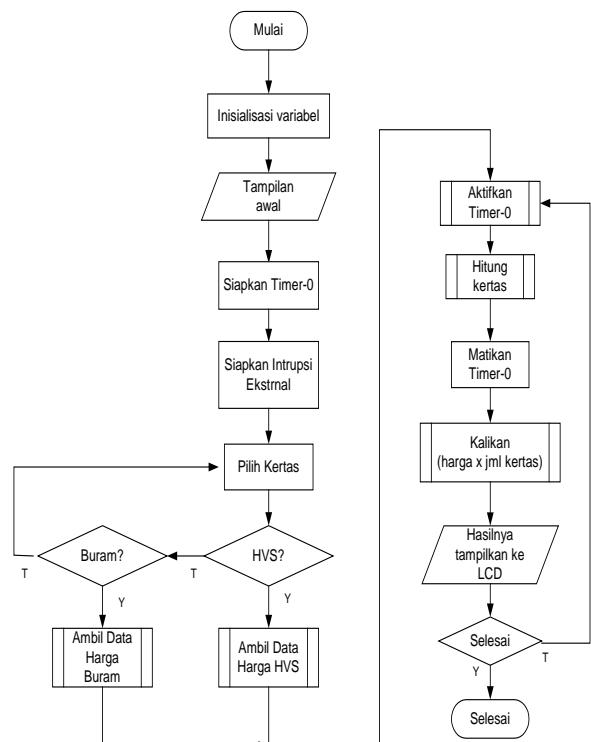 Mulai
Inisialisasi variabel
Tampilan
awal
Siapkan Timer-0
Siapkan Intrupsi
Ekstrnal
Pilih Kertas
HVS?
T
Y
Buram?
T
Y
Ambil Data
Harga
Buram
Ambil Data
Harga HVS
Aktifkan
Timer-0
Hitung
kertas
Matikan
Timer-0
Kalikan
(harga x jml kertas)
Hasilnya
tampilkan ke
LCD
Selesai
T
Y
Selesai